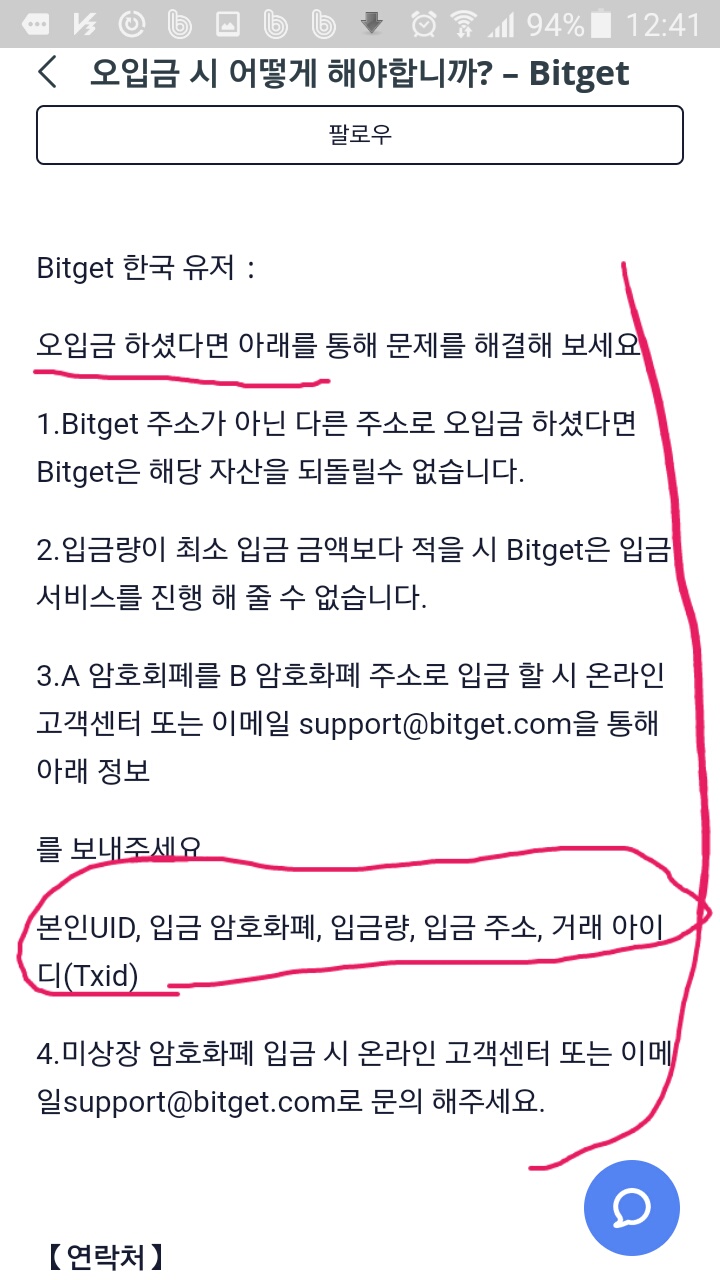 94% 12:41
오입금 시 어떻게 해야합니까? – Bitget
팔로우
Bitget 한국 유저 :
오입금 하셨다면 아래를 통해 문제를 해결해 보세요
1.Bitget 주소가 아닌 다른 주소로 오입금 하셨다면
Bitget은 해당 자산을 되돌릴수 없습니다.
2.입금량이 최소 입금 금액보다 적을 시 Bitget은 입금
서비스를 진행 해 줄 수 없습니다.
3.A 암호회폐를 B 암호화폐 주소로 입금 할 시 온라인
고객센터 또는 이메일 support@bitget.com을 통해
아래 정보
를 보내주세요
본인UID, 입금 암호화폐, 입금량, 입금 주소, 거래 아이
디(Txid)
4.미상장 암호화폐 입금 시 온라인 고객센터 또는 이메
일support@bitget.com로 문의 해주세요.
【연락처】